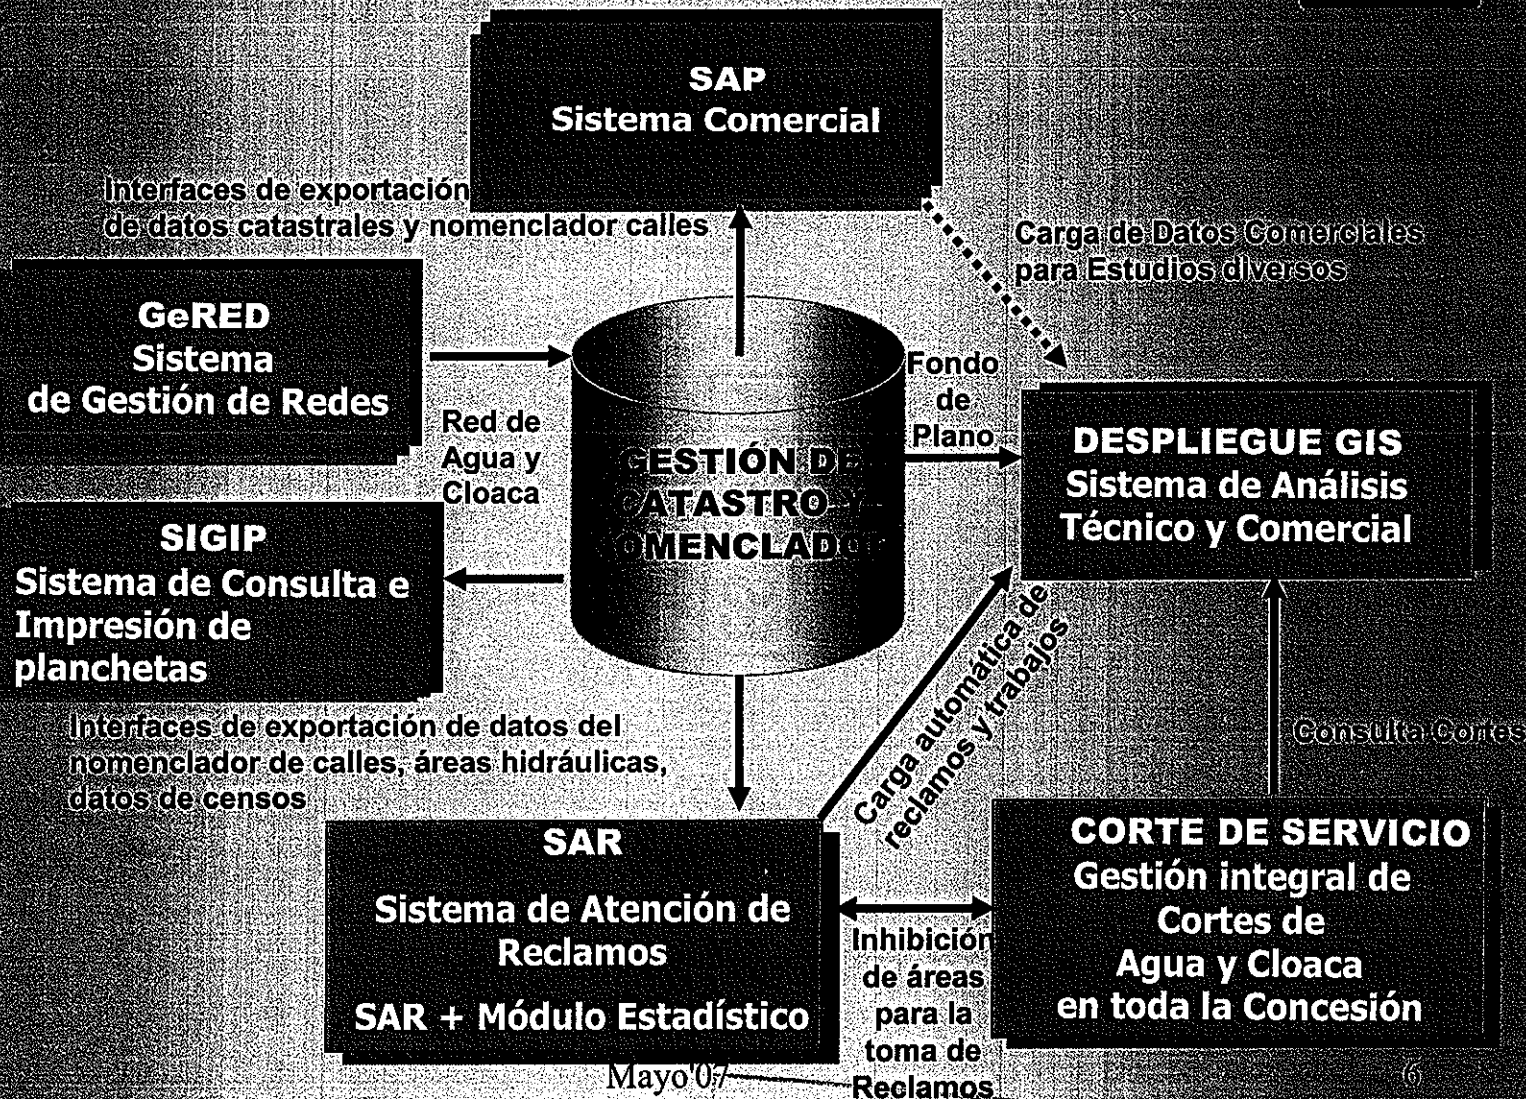 SAP
Sistema Comercial
Interfaces de exportación
de datos catastrales y nomenclador calles
Carga de Datos Comerciales
para Estudios diversos
GeRED
Sistema
de Gestión de Redes
Red de
Agua y
Cloaca
Fondo
de
Plano
GESTIÓN DE
CATASTRO Y
NOMENCLADOR
DESPLIEGUE GIS
Sistema de Análisis
Técnico y Comercial
SIGIP
Sistema de Consulta e
Impresión de
planchetas
Interfaces de exportación de datos del
nomenclador de calles, áreas hidráulicas,
datos de censos
Carga automática de
reclamos y trabajos
Consulta Cortes
SAR
Sistema de Atención de
Reclamos
SAR + Módulo Estadístico
Inhibición
de áreas
para la
toma de
Reclamos
CORTE DE SERVICIO
Gestión integral de
Cortes de
Agua y Cloaca
en toda la Concesión
Mayo'07
6